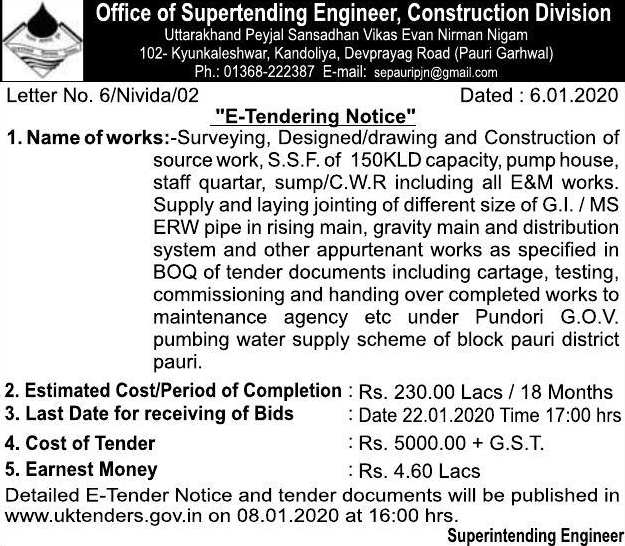 Office of Supertending Engineer, Construction Division
Uttarakhand Peyjal Sansadhan Vikas Evan Nirman Nigam
102- Kyunkaleshwar, Kandoliya, Devprayag Road (Pauri Garhwal)
Ph.: 01368-222387 E-mail: sepauripjn@gmail.com
Letter No. 6/Nivida/02 Dated : 6.01.2020
"E-Tendering Notice"
1. Name of works:-Surveying, Designed/drawing and Construction of
source work, S.S.F. of 150KLD capacity, pump house,
staff quartar, sump/C.W.R including all E&M works.
Supply and laying jointing of different size of G.I. / MS
ERW pipe in rising main, gravity main and distribution
system and other appurtenant works as specified in
BOQ of tender documents including cartage, testing,
commissioning and handing over completed works to
maintenance agency etc under Pundori G.O.V.
pumbing water supply scheme of block pauri district
pauri.
2. Estimated Cost/Period of Completion : Rs. 230.00 Lacs / 18 Months
3. Last Date for receiving of Bids : Date 22.01.2020 Time 17:00 hrs
4. Cost of Tender : Rs. 5000.00 + G.S.T.
5. Earnest Money : Rs. 4.60 Lacs
Detailed E-Tender Notice and tender documents will be published in
www.uktenders.gov.in on 08.01.2020 at 16:00 hrs.
Superintending Engineer